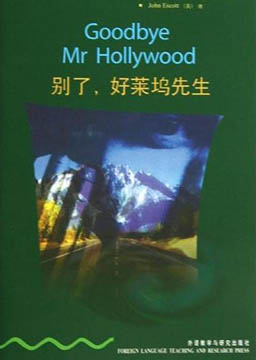 John Escott (英) 著
Goodbye
Mr Hollywood
别了，好莱坞先生
外语教学与研究出版社
FOREIGN LANGUAGE TEACHING AND RESEARCH PRESS